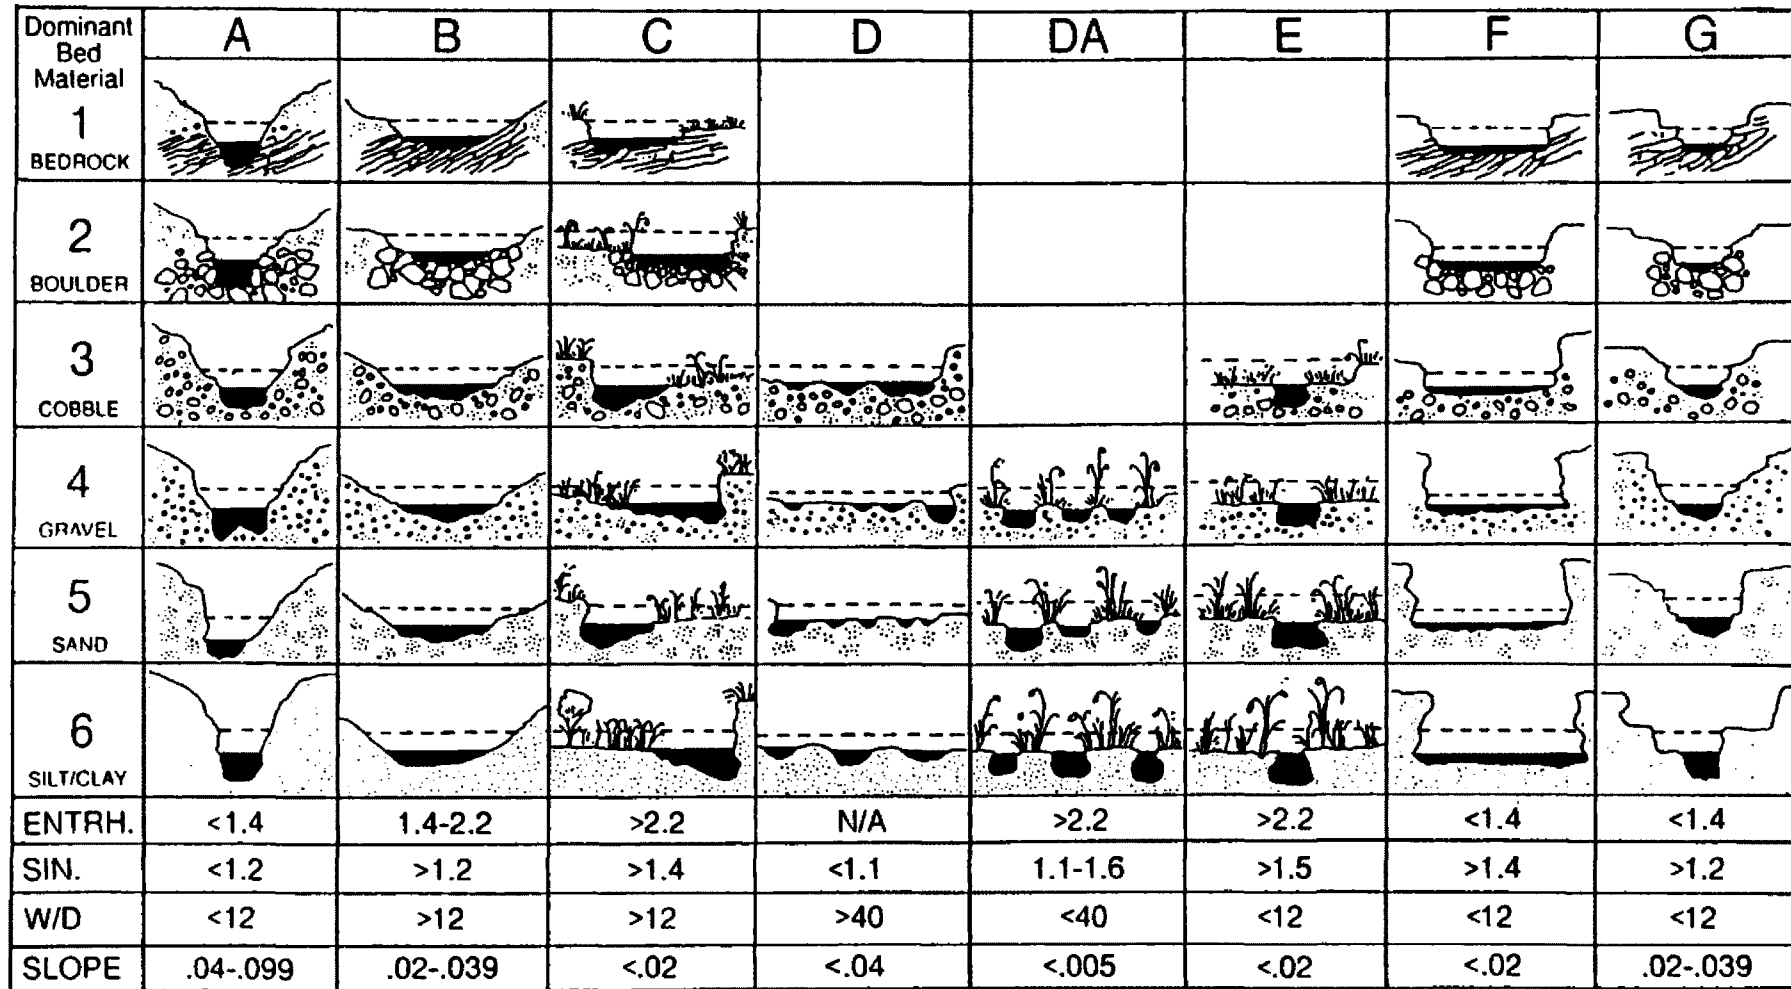 Dominant Bed Material A B C D DA E F G
1 BEDROCK
2 BOULDER
3 COBBLE
4 GRAVEL
5 SAND
6 SILT/CLAY
ENTRH. <1.4 1.4-2.2 >2.2 N/A >2.2 >2.2 <1.4 <1.4
SIN. <1.2 >1.2 >1.4 <1.1 1.1-1.6 >1.5 >1.4 >1.2
W/D <12 >12 >12 >40 <40 <12 <12 <12
SLOPE .04-.099 .02-.039 <.02 <.04 <.005 <.02 <.02 .02-.039